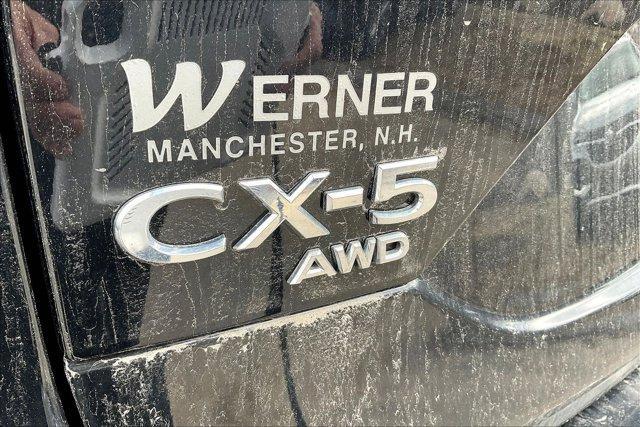 WERNER
MANCHESTER, N.H.
CX-5
AWD